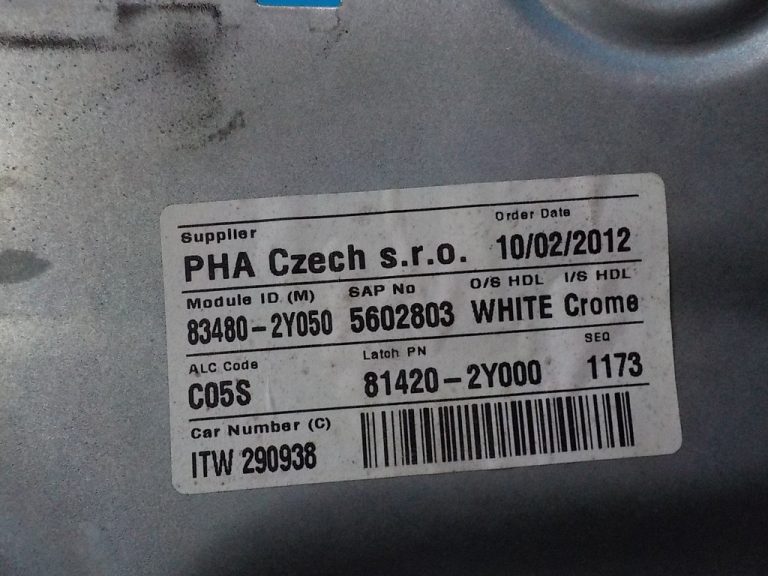 Supplier Order Date
PHA Czech s.r.o. 10/02/2012
Module ID (M) SAP No O/S HDL I/S HDL
83480-2Y050 5602803 WHITE Crome
ALC Code Latch PN SEQ
C05S 81420-2Y000 1173
Car Number (C)
ITW 290938